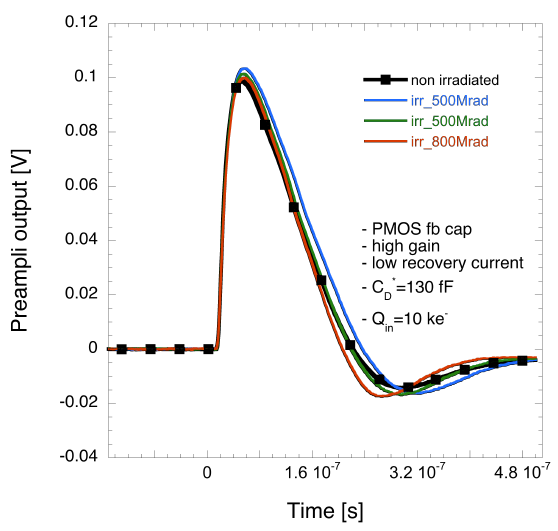 0.12
0.1
0.08
0.06
0.04
0.02
0
-0.02
-0.04
Preampli output [V]
non irradiated
irr_500Mrad
irr_500Mrad
irr_800Mrad
- PMOS fb cap
- high gain
- low recovery current
- C_D^*=130 fF
- Q_in=10 ke^-
0 1.6 10^-7 3.2 10^-7 4.8 10^-7
Time [s]